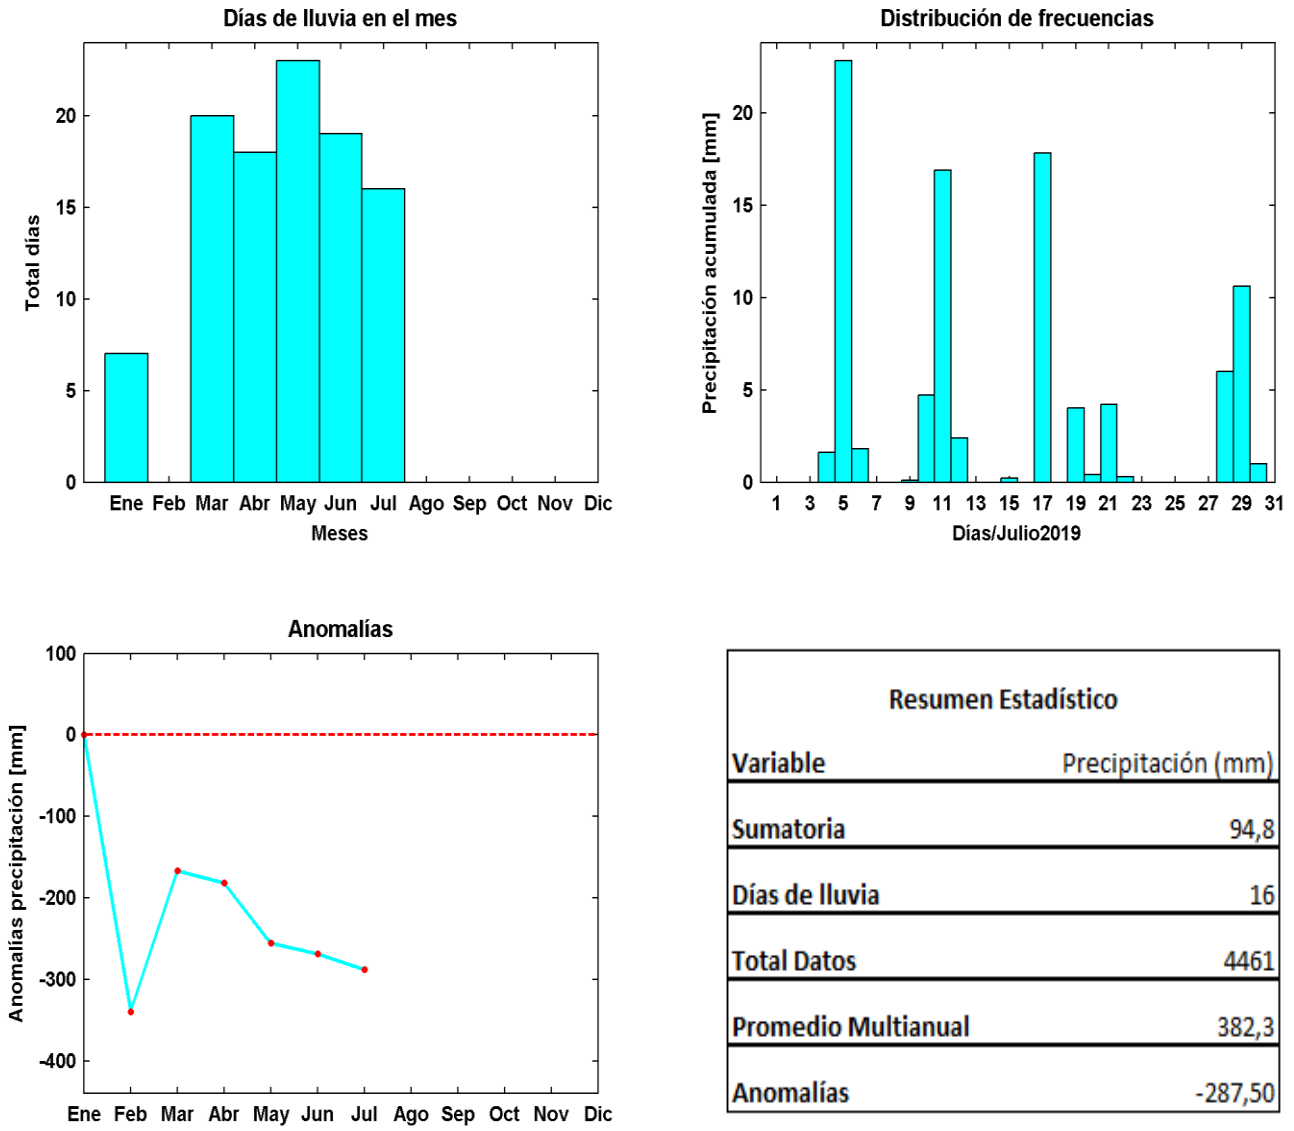 Días de lluvia en el mes
Total días
20
15
10
5
0
Ene Feb Mar Abr May Jun Jul Ago Sep Oct Nov Dic
Meses
Distribución de frecuencias
Precipitación acumulada [mm]
20
15
10
5
0
1 3 5 7 9 11 13 15 17 19 21 23 25 27 29 31
Días/Julio2019
Anomalías
Anomalías precipitación [mm]
100
0
-100
-200
-300
-400
Ene Feb Mar Abr May Jun Jul Ago Sep Oct Nov Dic
Resumen Estadístico
Variable Precipitación (mm)
Sumatoria 94,8
Días de lluvia 16
Total Datos 4461
Promedio Multianual 382,3
Anomalías -287,50